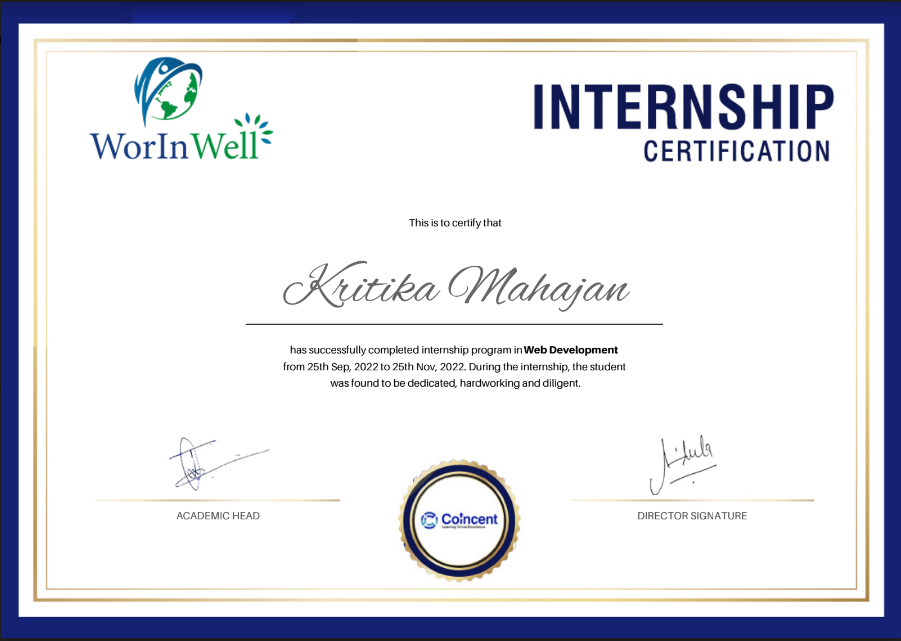 WorInWell
INTERNSHIP
CERTIFICATION
This is to certify that
Kritika Mahajan
has successfully completed internship program in Web Development
from 25th Sep, 2022 to 25th Nov, 2022. During the internship, the student
was found to be dedicated, hardworking and diligent.
ACADEMIC HEAD
Coincent
DIRECTOR SIGNATURE